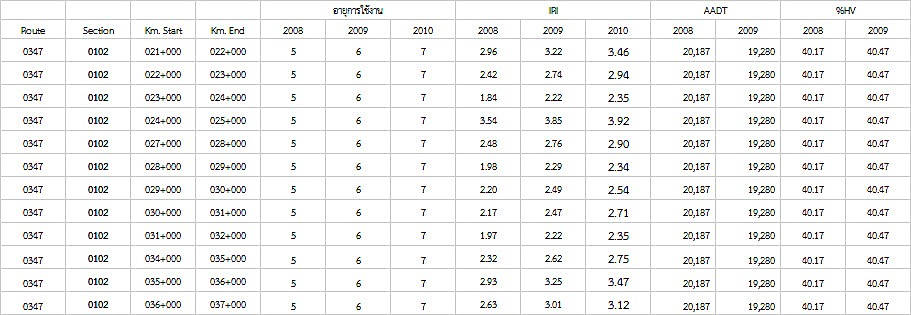 อายุการใช้งาน IRI AADT %HV
Route Section Km. Start Km. End 2008 2009 2010 2008 2009 2010 2008 2009 2008 2009
0347 0102 021+000 022+000 5 6 7 2.96 3.22 3.46 20,187 19,280 40.17 40.47
0347 0102 022+000 023+000 5 6 7 2.42 2.74 2.94 20,187 19,280 40.17 40.47
0347 0102 023+000 024+000 5 6 7 1.84 2.22 2.35 20,187 19,280 40.17 40.47
0347 0102 024+000 025+000 5 6 7 3.54 3.85 3.92 20,187 19,280 40.17 40.47
0347 0102 027+000 028+000 5 6 7 2.48 2.76 2.90 20,187 19,280 40.17 40.47
0347 0102 028+000 029+000 5 6 7 1.98 2.29 2.34 20,187 19,280 40.17 40.47
0347 0102 029+000 030+000 5 6 7 2.20 2.49 2.54 20,187 19,280 40.17 40.47
0347 0102 030+000 031+000 5 6 7 2.17 2.47 2.71 20,187 19,280 40.17 40.47
0347 0102 031+000 032+000 5 6 7 1.97 2.22 2.35 20,187 19,280 40.17 40.47
0347 0102 034+000 035+000 5 6 7 2.32 2.62 2.75 20,187 19,280 40.17 40.47
0347 0102 035+000 036+000 5 6 7 2.93 3.25 3.47 20,187 19,280 40.17 40.47
0347 0102 036+000 037+000 5 6 7 2.63 3.01 3.12 20,187 19,280 40.17 40.47